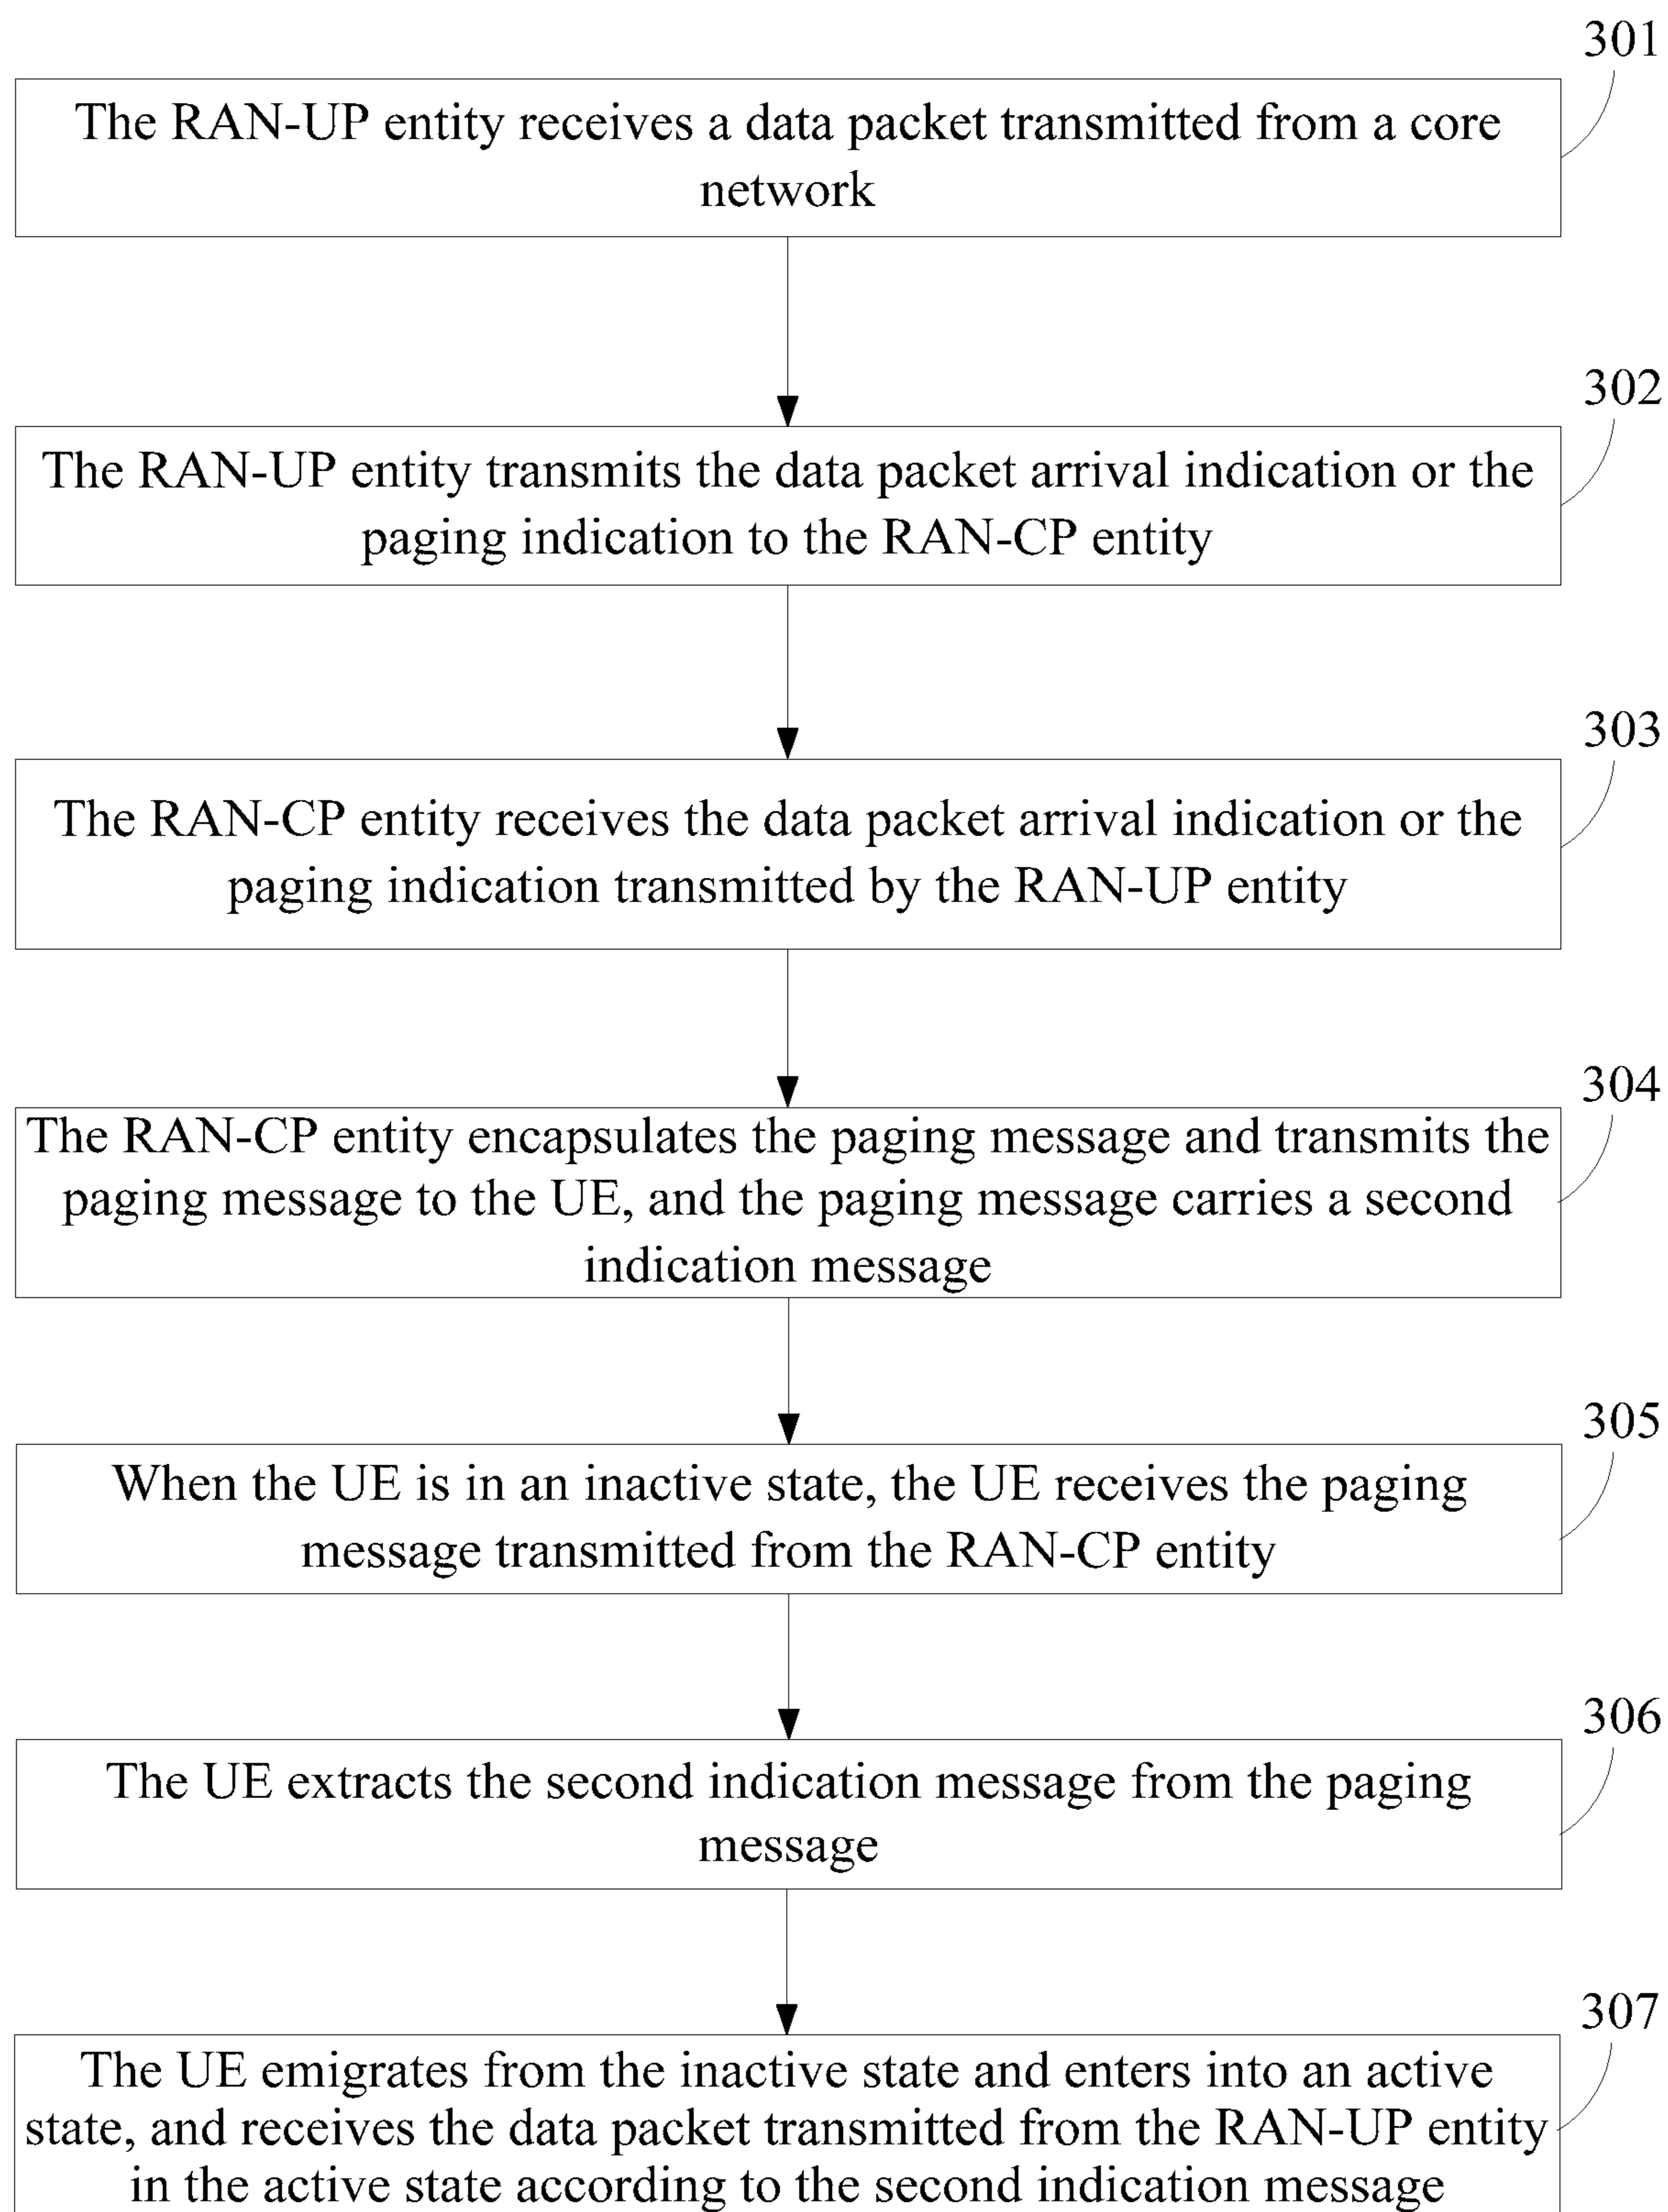 301
The RAN-UP entity receives a data packet transmitted from a core
network
302
The RAN-UP entity transmits the data packet arrival indication or the
paging indication to the RAN-CP entity
303
The RAN-CP entity receives the data packet arrival indication or the
paging indication transmitted by the RAN-UP entity
304
The RAN-CP entity encapsulates the paging message and transmits the
paging message to the UE, and the paging message carries a second
indication message
305
When the UE is in an inactive state, the UE receives the paging
message transmitted from the RAN-CP entity
306
The UE extracts the second indication message from the paging
message
307
The UE emigrates from the inactive state and enters into an active
state, and receives the data packet transmitted from the RAN-UP entity
in the active state according to the second indication message